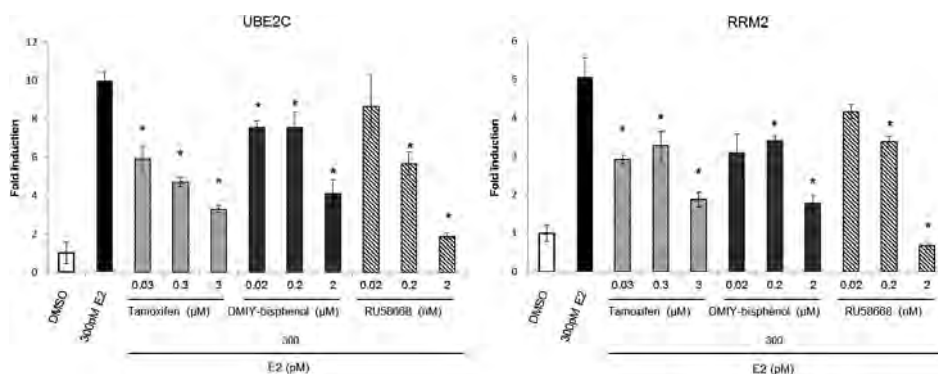 UBE2C
Fold induction
12
10
8
6
4
2
0
* * * * * * * *
DMSO
300pM E2
0.03 0.3 3 0.02 0.2 2 0.02 0.2 2
Tamoxifen (µM) DMIY-bisphenol (µM) RU58668 (nM)
300
E2 (pM)
RRM2
Fold induction
6
5
4
3
2
1
0
* * * * * * *
DMSO
300pM E2
0.03 0.3 3 0.02 0.2 2 0.02 0.2 2
Tamoxifen (µM) DMIY-bisphenol (µM) RU58668 (nM)
300
E2 (pM)